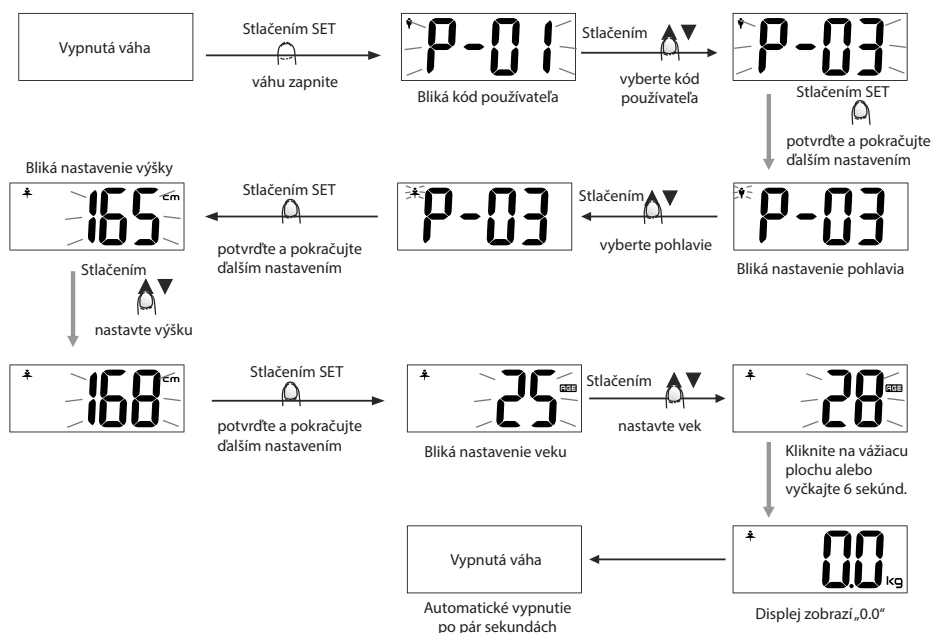 Vypnutá váha
Stlačením SET
váhu zapnite
P-01
Bliká kód používateľa
Stlačením
vyberte kód
používateľa
P-03
Stlačením SET
potvrďte a pokračujte
ďalším nastavením
P-03
Bliká nastavenie pohlavia
Stlačením
vyberte pohlavie
P-03
Stlačením SET
potvrďte a pokračujte
ďalším nastavením
Bliká nastavenie výšky
165 cm
Stlačením
nastavte výšku
168 cm
Stlačením SET
potvrďte a pokračujte
ďalším nastavením
25 AGE
Bliká nastavenie veku
Stlačením
nastavte vek
28 AGE
Kliknite na vážiacu
plochu alebo
vyčkajte 6 sekúnd.
0.0 kg
Displej zobrazí „0.0“
Vypnutá váha
Automatické vypnutie
po pár sekundách